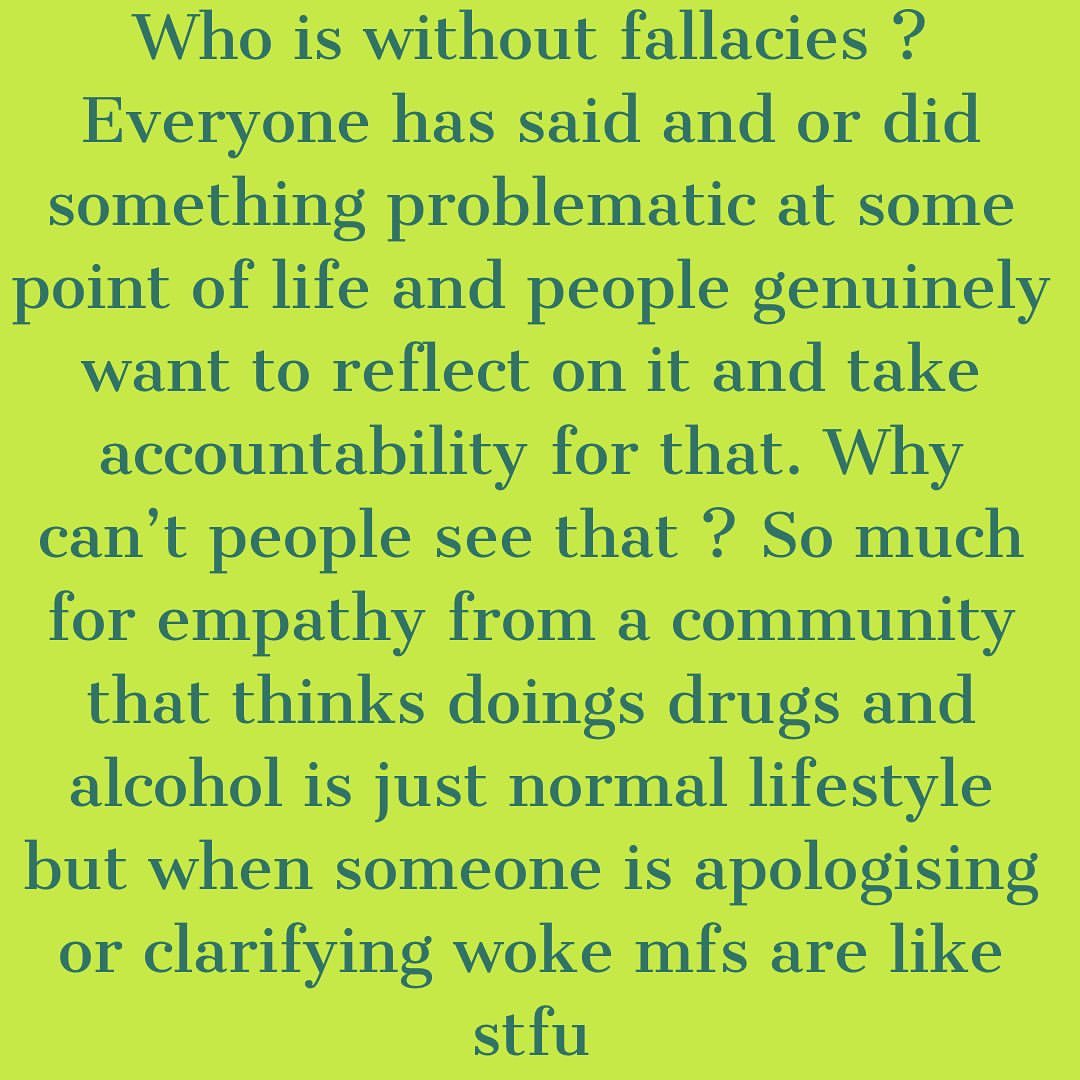 Who is without fallacies ?
Everyone has said and or did
something problematic at some
point of life and people genuinely
want to reflect on it and take
accountability for that. Why
can’t people see that ? So much
for empathy from a community
that thinks doings drugs and
alcohol is just normal lifestyle
but when someone is apologising
or clarifying woke mfs are like
stfu